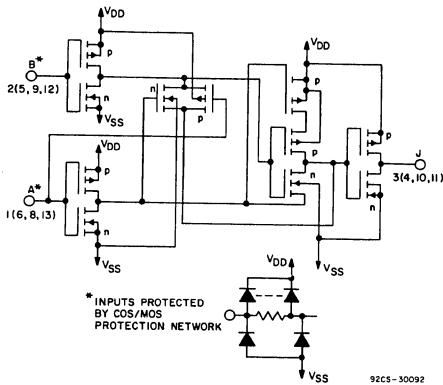 VDD
B*
p
2(5, 9,12)
n
VSS
VDD
n
p
p
p
n
VDD
p
J
3(4,10,11)
n
VSS
VDD
A*
p
1(6, 8,13)
n
VSS
* INPUTS PROTECTED
BY COS/MOS
PROTECTION NETWORK
VDD
VSS
92CS-30092